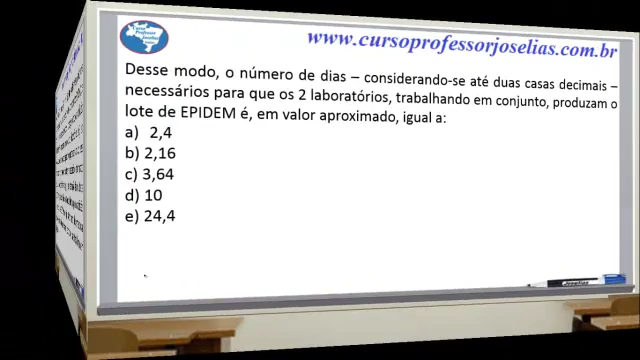 www.cursoprofessorjoselias.com.br
Desse modo, o número de dias – considerando-se até duas casas decimais –
necessários para que os 2 laboratórios, trabalhando em conjunto, produzam o
lote de EPIDEM é, em valor aproximado, igual a:
a) 2,4
b) 2,16
c) 3,64
d) 10
e) 24,4
Joselias